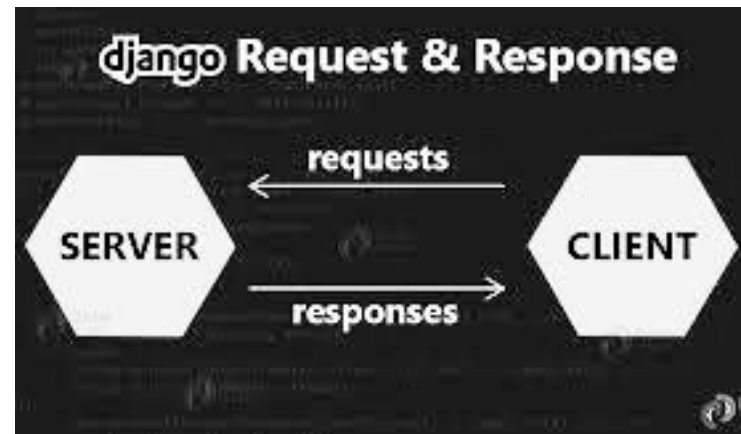 django Request & Response
requests
SERVER
CLIENT
responses